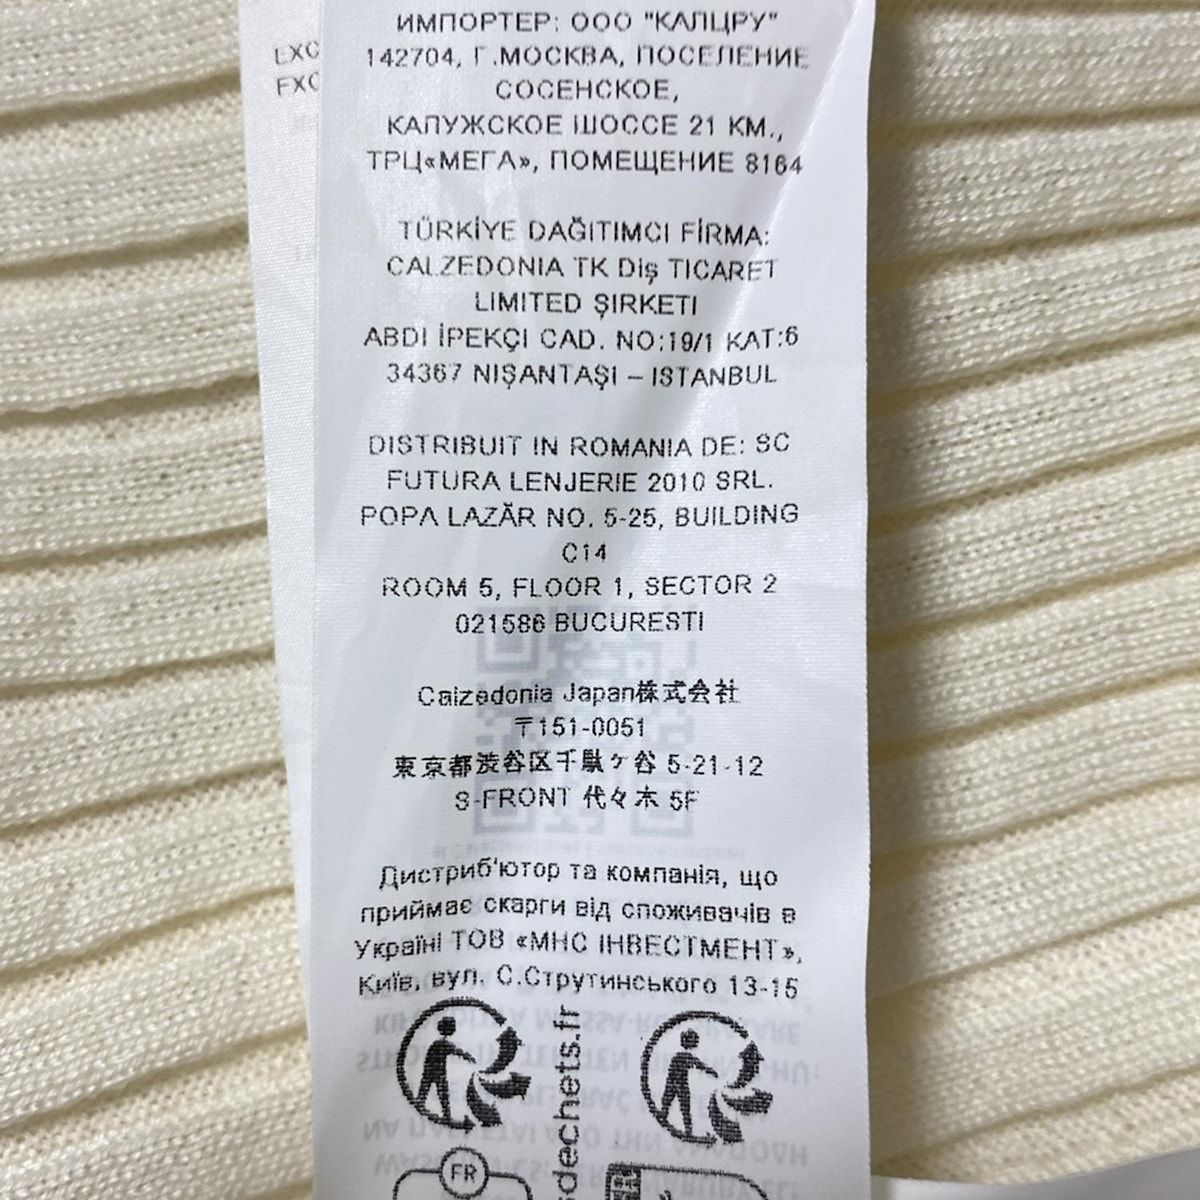 ИМПОРТЕР: ООО "КАЛЦРУ"
142704, Г.МОСКВА, ПОСЕЛЕНИЕ
СОСЕНСКОЕ,
КАЛУЖСКОЕ ШОССЕ 21 КМ.,
ТРЦ«МЕГА», ПОМЕЩЕНИЕ 8164
TÜRKİYE DAĞITIMCI FİRMA:
CALZEDONIA TK Diş TICARET
LIMITED ŞIRKETI
ABDI İPEKÇI CAD. NO:19/1 KAT:6
34367 NIŞANTAŞI – ISTANBUL
DISTRIBUIT IN ROMANIA DE: SC
FUTURA LENJERIE 2010 SRL.
POPA LAZĂR NO. 5-25, BUILDING
C14
ROOM 5, FLOOR 1, SECTOR 2
021586 BUCURESTI
Calzedonia Japan株式会社
〒151-0051
東京都渋谷区千駄ヶ谷 5-21-12
S-FRONT 代々木 5F
Дистриб'ютор та компанія, що
приймає скарги від споживачів в
Україні ТОВ «МНС ІНВЕСТМЕНТ»,
Київ, вул. С.Струтинського 13-15
dechets.fr
FR